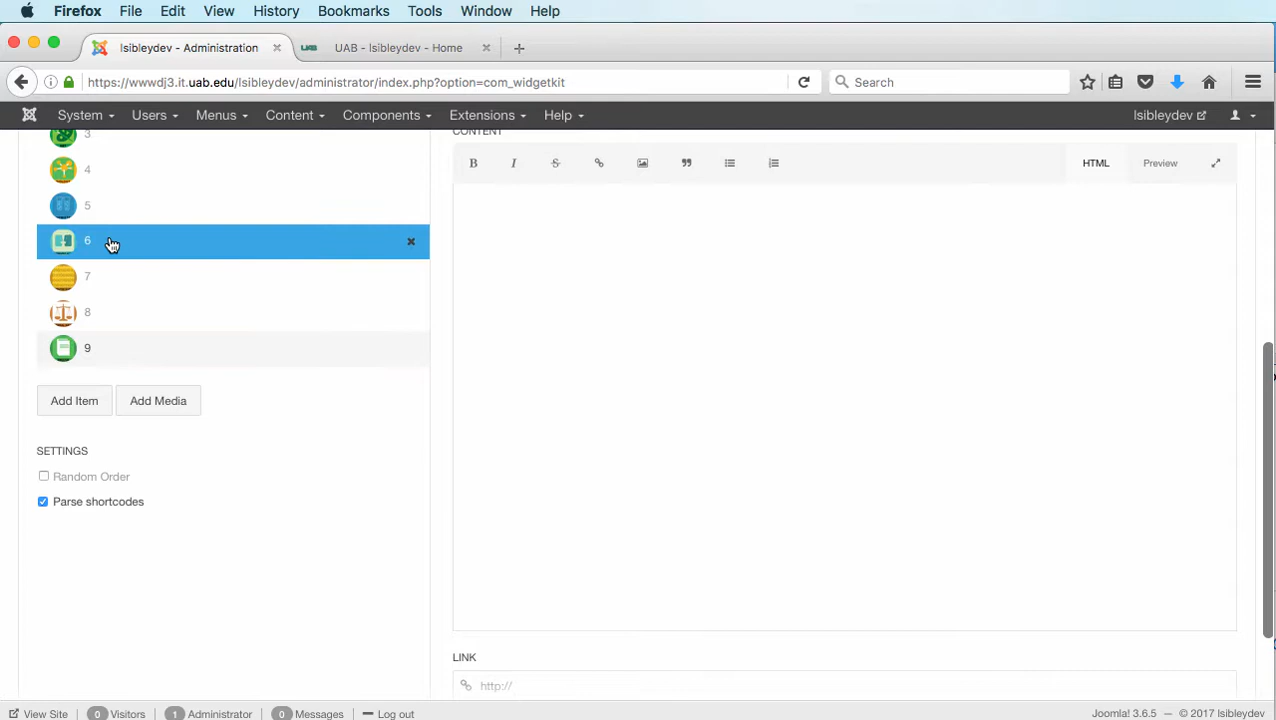 Firefox File Edit View History Bookmarks Tools Window Help
lsibleydev - Administration
UAB - lsibleydev - Home
https://wwwdj3.it.uab.edu/lsibleydev/administrator/index.php?option=com_widgetkit
Search
System Users Menus Content Components Extensions Help lsibleydev
3
4
5
6
7
8
9
Add Item Add Media
SETTINGS
Random Order
Parse shortcodes
CONTENT
B I S HTML Preview
LINK
http://
View Site 0 Visitors 1 Administrator 0 Messages Log out Joomla! 3.6.5 — © 2017 lsibleydev